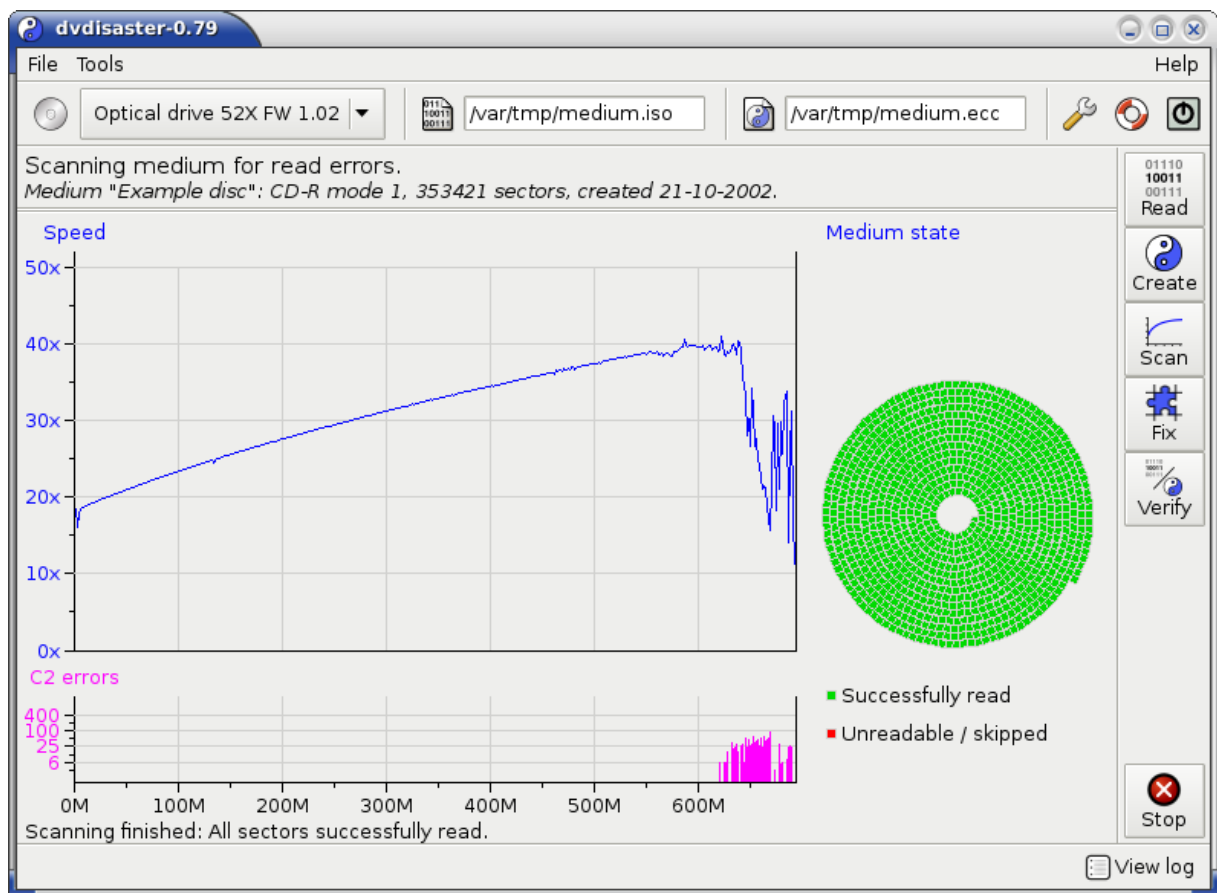 dvdisaster-0.79
File Tools Help
Optical drive 52X FW 1.02 /var/tmp/medium.iso /var/tmp/medium.ecc
Scanning medium for read errors.
Medium "Example disc": CD-R mode 1, 353421 sectors, created 21-10-2002.
Speed
50x
40x
30x
20x
10x
0x
C2 errors
400
100
25
6
0M 100M 200M 300M 400M 500M 600M
Scanning finished: All sectors successfully read.
Medium state
Successfully read
Unreadable / skipped
01110
10011
00111
Read
Create
Scan
Fix
Verify
Stop
View log